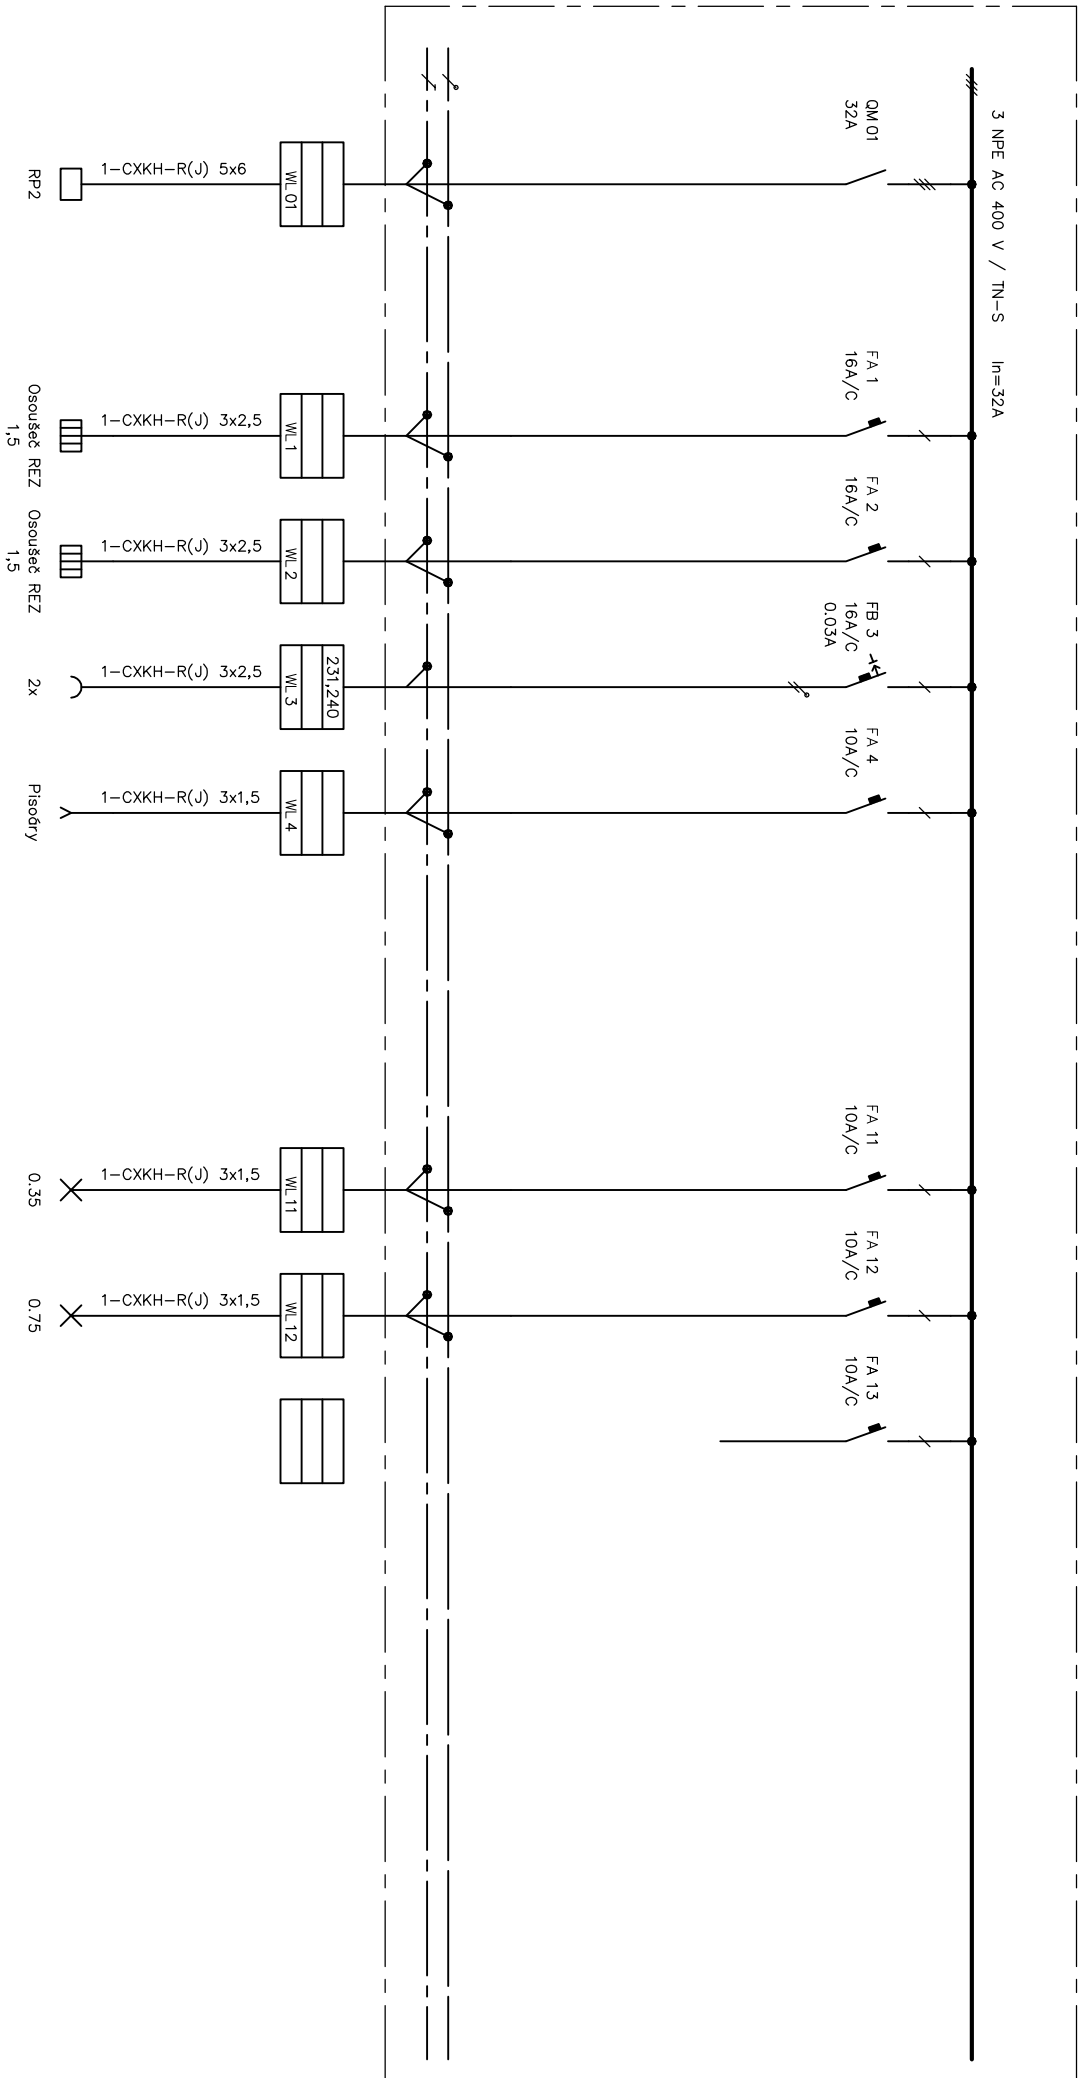 3 NPE AC 400 V / TN-S In=32A
QM 01
32A
FA 1
16A/C
FA 2
16A/C
FB 3
16A/C
0.03A
FA 4
10A/C
FA 11
10A/C
FA 12
10A/C
FA 13
10A/C
WL 01
WL 1
WL 2
231,240
WL 3
WL 4
WL 11
WL 12
1-CXKH-R(J) 5x6
1-CXKH-R(J) 3x2,5
1-CXKH-R(J) 3x2,5
1-CXKH-R(J) 3x2,5
1-CXKH-R(J) 3x1,5
1-CXKH-R(J) 3x1,5
1-CXKH-R(J) 3x1,5
RP2
Osoušeč REZ
1,5
Osoušeč REZ
1,5
2x
Pisoáry
0.35
0.75